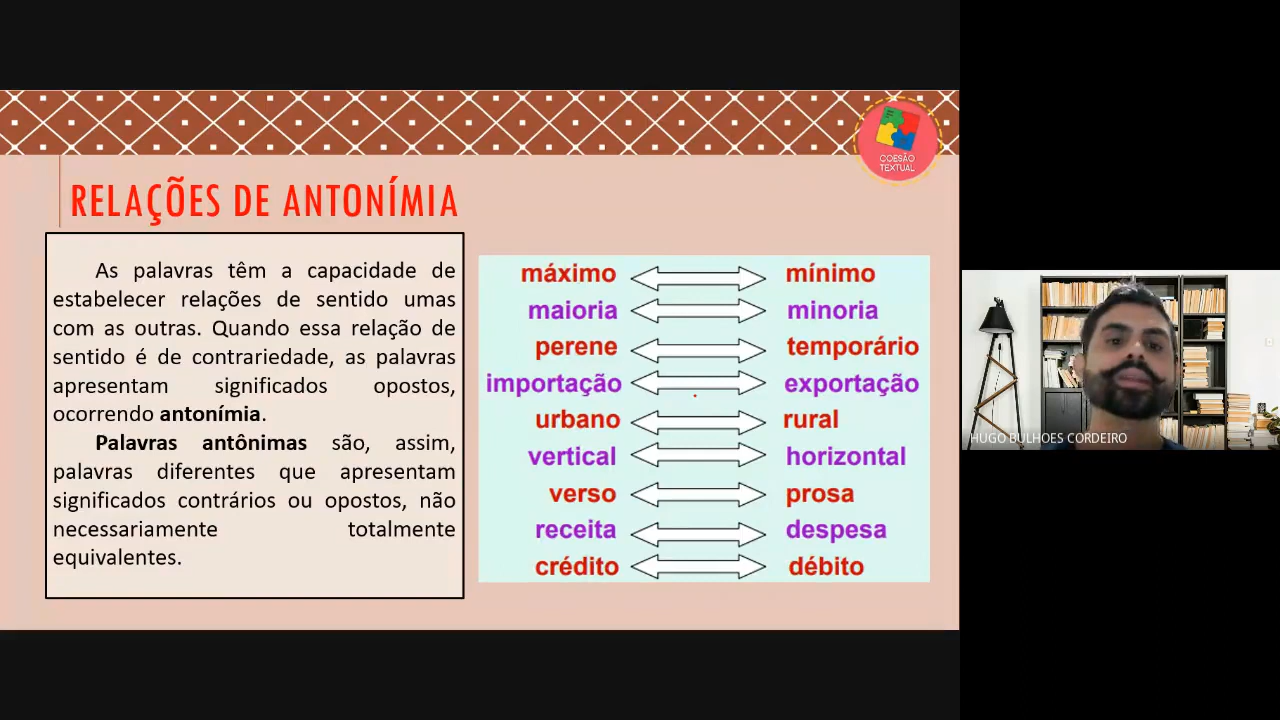 COESÃO
TEXTUAL
RELAÇÕES DE ANTONÍMIA
As palavras têm a capacidade de
estabelecer relações de sentido umas
com as outras. Quando essa relação de
sentido é de contrariedade, as palavras
apresentam significados opostos,
ocorrendo antonímia.
Palavras antônimas são, assim,
palavras diferentes que apresentam
significados contrários ou opostos, não
necessariamente totalmente
equivalentes.
máximo mínimo
maioria minoria
perene temporário
importação exportação
urbano rural
vertical horizontal
verso prosa
receita despesa
crédito débito
HUGO BULHOES CORDEIRO